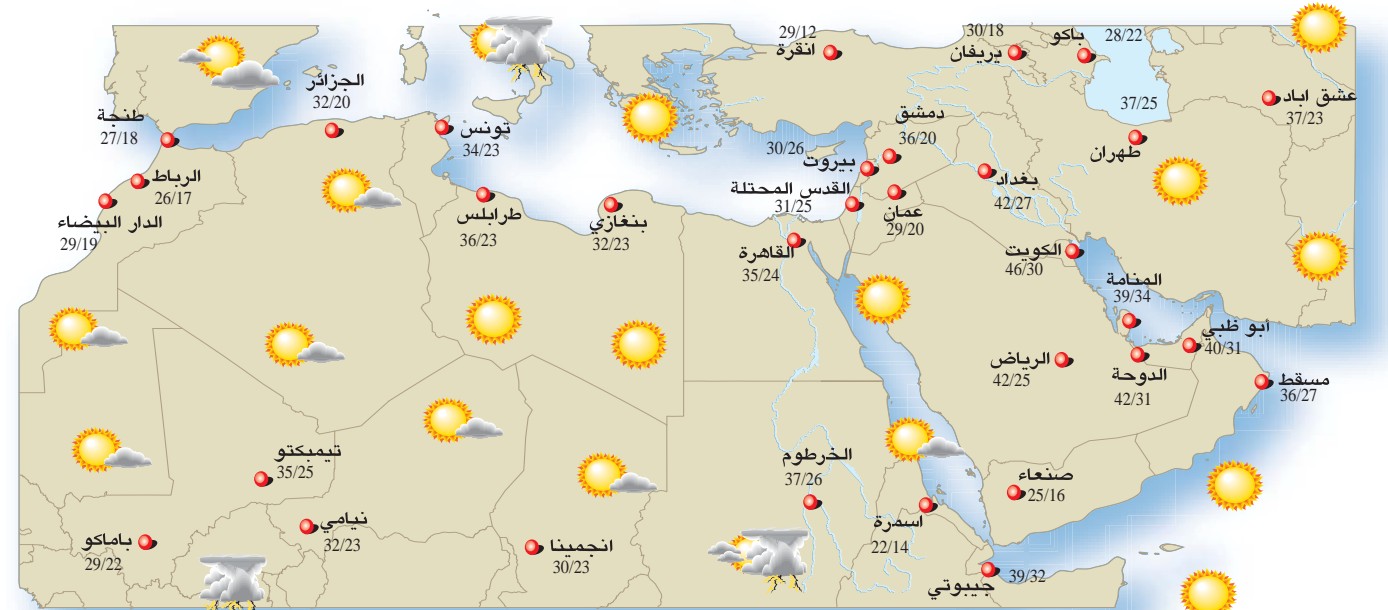 29/12
انقرة
30/18
يريفان
باكو
28/22
37/25
عشق اباد
37/23
طهران
الجزائر
32/20
طنجة
27/18
تونس
34/23
دمشق
36/20
30/26
بيروت
بغداد
42/27
الرباط
26/17
القدس المحتلة
31/25
عمان
29/20
الدار البيضاء
29/19
طرابلس
36/23
بنغازي
32/23
القاهرة
35/24
الكويت
46/30
المنامة
39/34
أبو ظبي
40/31
الرياض
42/25
الدوحة
42/31
مسقط
36/27
تيمبكتو
35/25
الخرطوم
37/26
صنعاء
25/16
نيامي
32/23
اسمرة
22/14
باماكو
29/22
انجمينا
30/23
جيبوتي
39/32